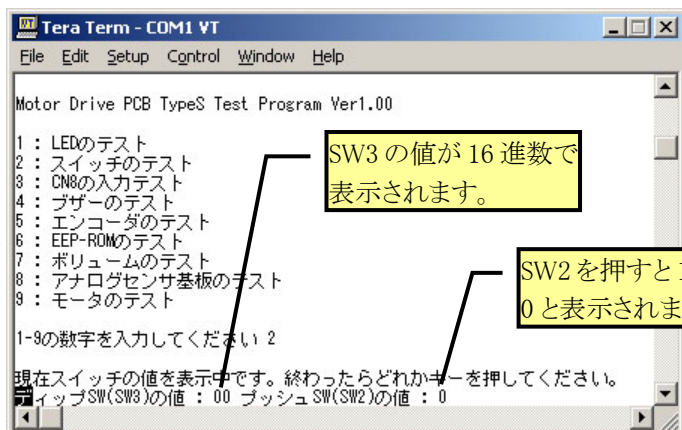 Tera Term - COM1 VT
File Edit Setup Control Window Help
Motor Drive PCB TypeS Test Program Ver1.00
1 : LEDのテスト
2 : スイッチのテスト
3 : CN8の入力テスト
4 : ブザーのテスト
5 : エンコーダのテスト
6 : EEP-ROMのテスト
7 : ボリュームのテスト
8 : アナログセンサ基板のテスト
9 : モータのテスト
1-9の数字を入力してください 2
現在スイッチの値を表示中です。終わったらどれかキーを押してください。
ディップSW(SW3)の値 : 00 プッシュSW(SW2)の値 : 0
SW3 の値が 16 進数で
表示されます。
SW2 を押すと
0 と表示されま